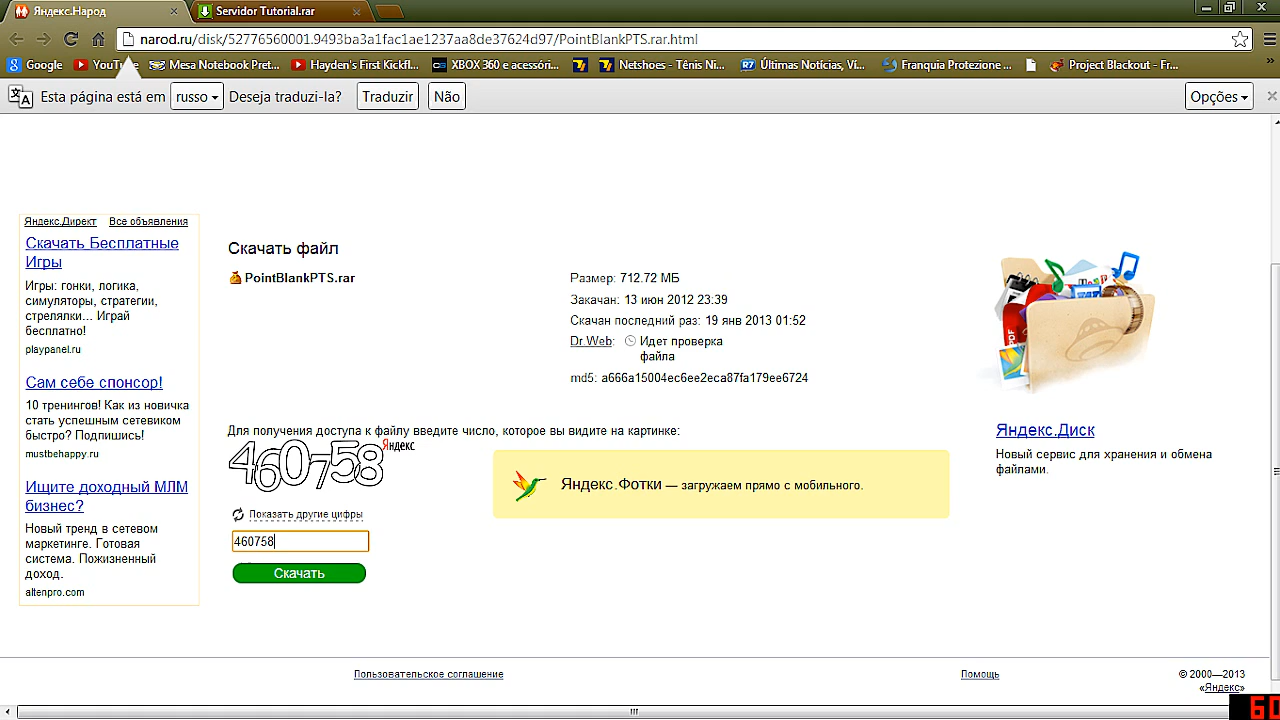 Яндекс.Народ
Servidor Tutorial.rar
narod.ru/disk/52776560001.9493ba3a1fac1ae1237aa8de37624d97/PointBlankPTS.rar.html
Google
YouTube
Mesa Notebook Pret...
Hayden's First Kickfl...
XBOX 360 e acessóri...
Netshoes - Tênis Ni...
Últimas Notícias, Ví...
Franquia Protezione ...
Project Blackout - Fr...
Esta página está em
russo
Deseja traduzi-la?
Traduzir
Não
Opções
Яндекс.Директ
Все объявления
Скачать Бесплатные
Игры
Игры: гонки, логика,
симуляторы, стратегии,
стрелялки... Играй
бесплатно!
playpanel.ru
Сам себе спонсор!
10 тренингов! Как из новичка
стать успешным сетевиком
быстро? Подпишись!
mustbehappy.ru
Ищите доходный МЛМ
бизнес?
Новый тренд в сетевом
маркетинге. Готовая
система. Пожизненный
доход.
altenpro.com
Скачать файл
PointBlankPTS.rar
Размер: 712.72 МБ
Закачан: 13 июн 2012 23:39
Скачан последний раз: 19 янв 2013 01:52
Dr.Web: Идет проверка
файла
md5: a666a15004ec6ee2eca87fa179ee6724
Для получения доступа к файлу введите число, которое вы видите на картинке:
460758
Яндекс
Показать другие цифры
460758
Скачать
Яндекс.Фотки — загружаем прямо с мобильного.
PDF
Яндекс.Диск
Новый сервис для хранения и обмена
файлами.
Пользовательское соглашение
Помощь
© 2000—2013
«Яндекс»
60